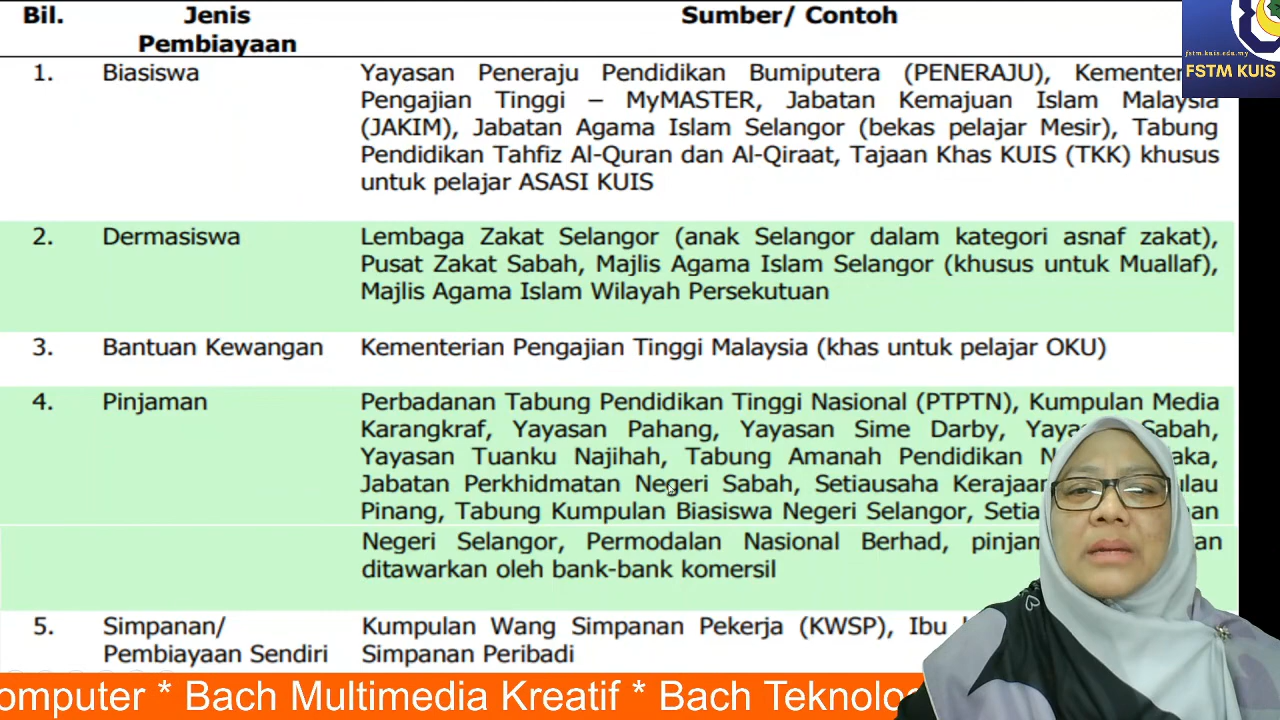 Bil. Jenis Pembiayaan Sumber/ Contoh
1. Biasiswa Yayasan Peneraju Pendidikan Bumiputera (PENERAJU),
Pengajian Tinggi – MyMASTER, Jabatan Kemajuan Islam Malaysia
(JAKIM), Jabatan Agama Islam Selangor (bekas pelajar Mesir), Tabung
Pendidikan Tahfiz Al-Quran dan Al-Qiraat, Tajaan Khas KUIS (TKK) khusus
untuk pelajar ASASI KUIS
2. Dermasiswa Lembaga Zakat Selangor (anak Selangor dalam kategori asnaf zakat),
Pusat Zakat Sabah, Majlis Agama Islam Selangor (khusus untuk Muallaf),
Majlis Agama Islam Wilayah Persekutuan
3. Bantuan Kewangan Kementerian Pengajian Tinggi Malaysia (khas untuk pelajar OKU)
4. Pinjaman Perbadanan Tabung Pendidikan Tinggi Nasional (PTPTN), Kumpulan Media
Karangkraf, Yayasan Pahang, Yayasan Sime Darby, Sabah,
Yayasan Tuanku Najihah, Tabung Amanah Pendidikan
Jabatan Perkhidmatan Negeri Sabah, Setiausaha Kerajaan
Pinang, Tabung Kumpulan Biasiswa Negeri Selangor,
Negeri Selangor, Permodalan Nasional Berhad,
ditawarkan oleh bank-bank komersil
5. Simpanan/ Kumpulan Wang Simpanan Pekerja (KWSP), Ibu
Pembiayaan Sendiri Simpanan Peribadi
fstm.kuis.edu.my
FSTM KUIS
omputer * Bach Multimedia Kreatif * Bach Teknolo